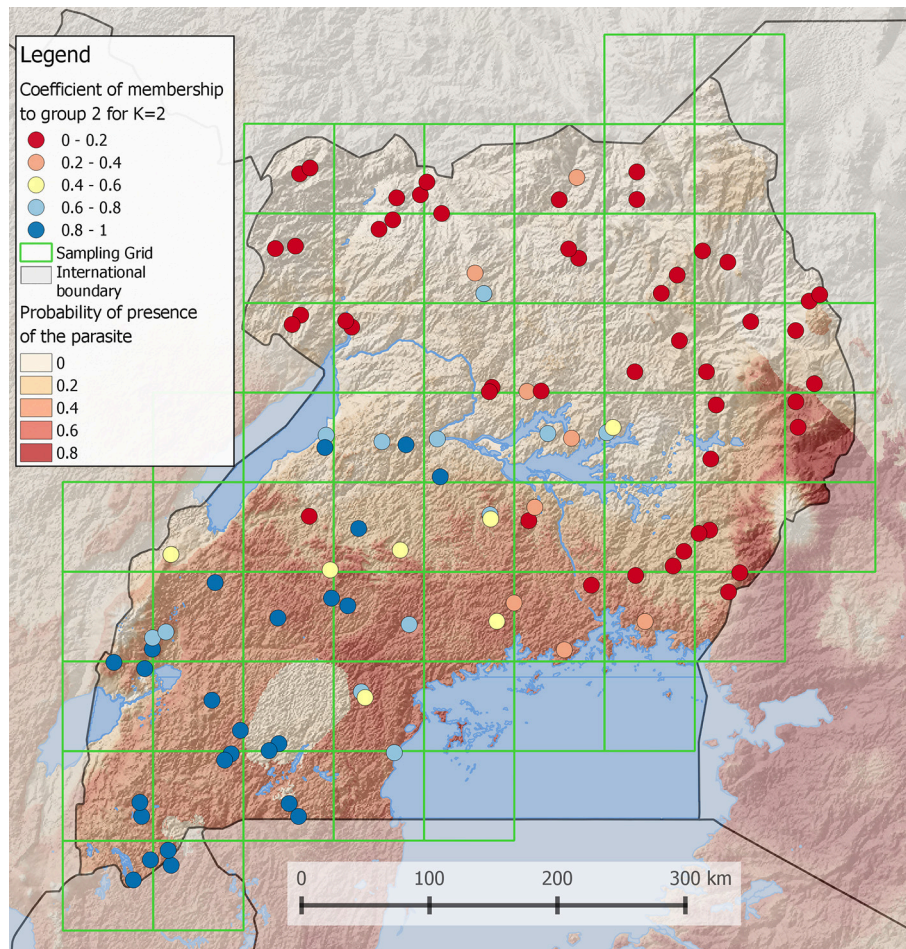 Legend
Coefficient of membership
to group 2 for K=2
0 - 0.2
0.2 - 0.4
0.4 - 0.6
0.6 - 0.8
0.8 - 1
Sampling Grid
International
boundary
Probability of presence
of the parasite
0
0.2
0.4
0.6
0.8
0 100 200 300 km